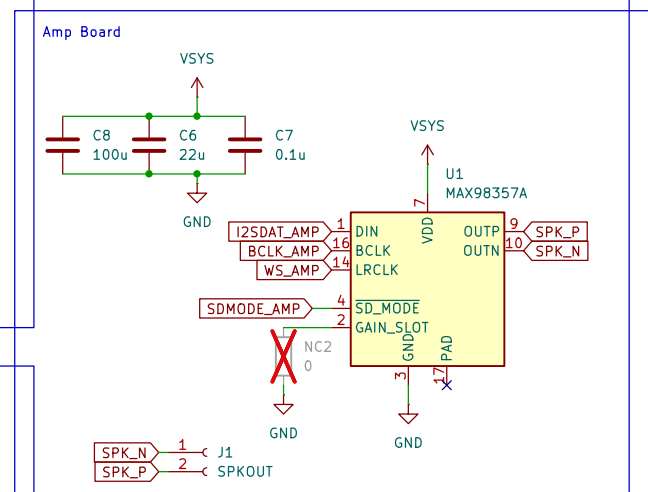 Amp Board
VSYS
C8
100u
C6
22u
C7
0.1u
GND
VSYS
U1
MAX98357A
7
VDD
I2SDAT_AMP
1
DIN
BCLK_AMP
16
BCLK
WS_AMP
14
LRCLK
OUTP
9
SPK_P
OUTN
10
SPK_N
SDMODE_AMP
4
SD_MODE
2
GAIN_SLOT
GND
3
PAD
17
NC2
0
GND
GND
SPK_N
1
J1
SPK_P
2
SPKOUT